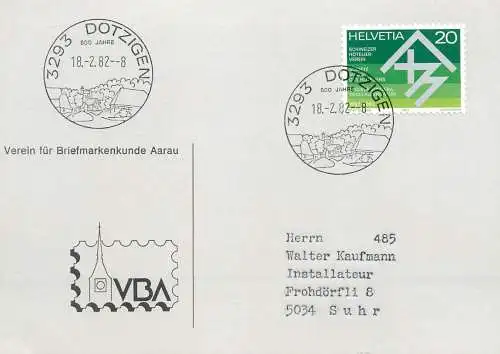 3293 DOTZIGEN
800 JAHRE
18.-2.82--8
HELVETIA 20
SCHWEIZER
HOTELIER-
VEREIN
3293 DOTZIGEN
800 JAHRE
18.-2.82--8
Verein für Briefmarkenkunde Aarau
VBA
Herrn 485
Walter Kaufmann
Installateur
Frohdörfli 8
5034 Suhr